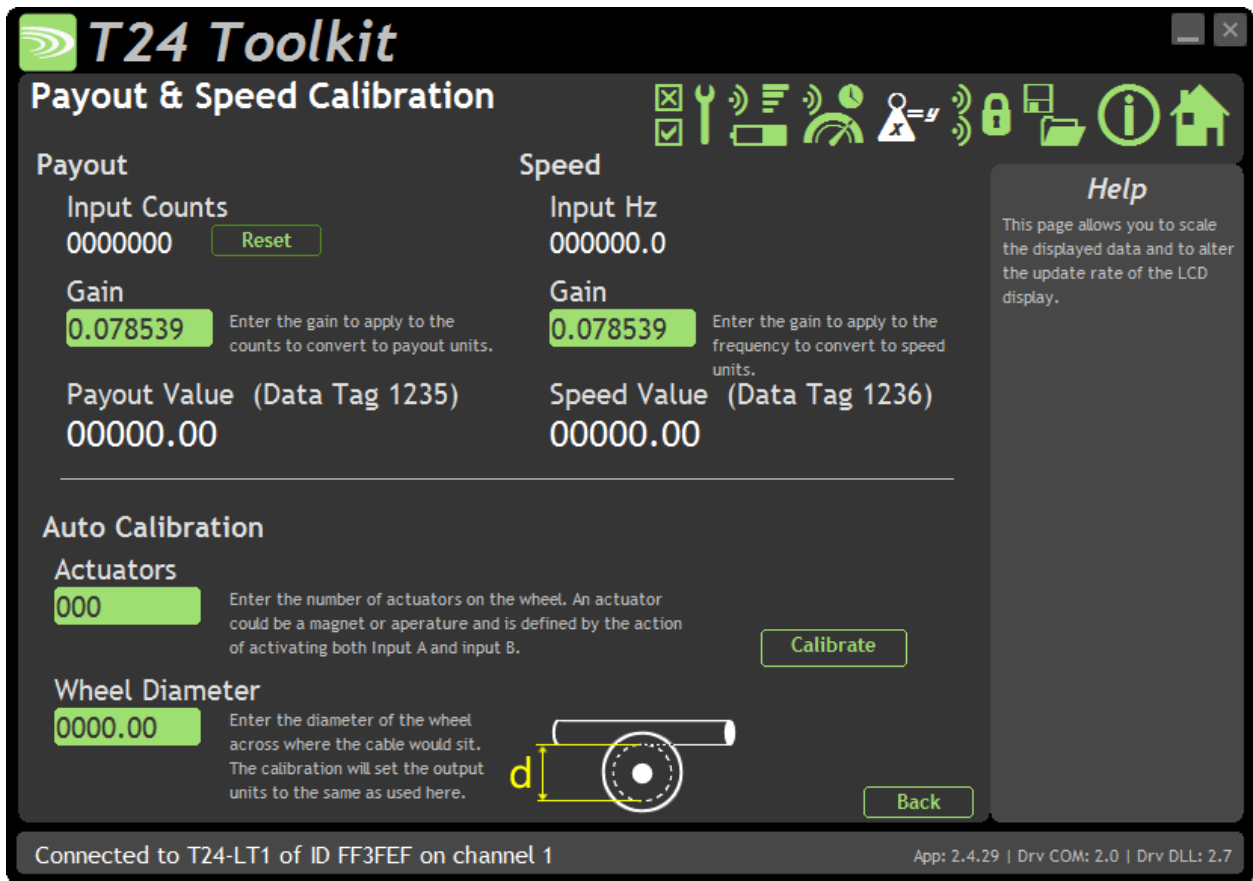 T24 Toolkit
Payout & Speed Calibration
x=y
Payout
Input Counts
0000000 Reset
Gain
0.078539
Enter the gain to apply to the
counts to convert to payout units.
Payout Value (Data Tag 1235)
00000.00
Speed
Input Hz
000000.0
Gain
0.078539
Enter the gain to apply to the
frequency to convert to speed
units.
Speed Value (Data Tag 1236)
00000.00
Help
This page allows you to scale
the displayed data and to alter
the update rate of the LCD
display.
Auto Calibration
Actuators
000
Enter the number of actuators on the wheel. An actuator
could be a magnet or aperature and is defined by the action
of activating both Input A and input B.
Calibrate
Wheel Diameter
0000.00
Enter the diameter of the wheel
across where the cable would sit.
The calibration will set the output
units to the same as used here.
d
Back
Connected to T24-LT1 of ID FF3FEF on channel 1
App: 2.4.29 | Drv COM: 2.0 | Drv DLL: 2.7